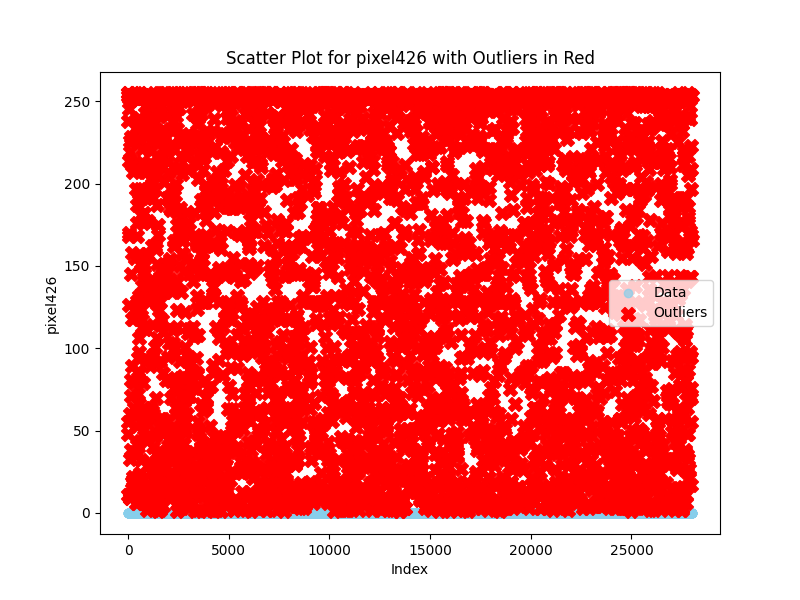 Scatter Plot for pixel426 with Outliers in Red
250
200
150
100
50
0
pixel426
Data
Outliers
0 5000 10000 15000 20000 25000
Index